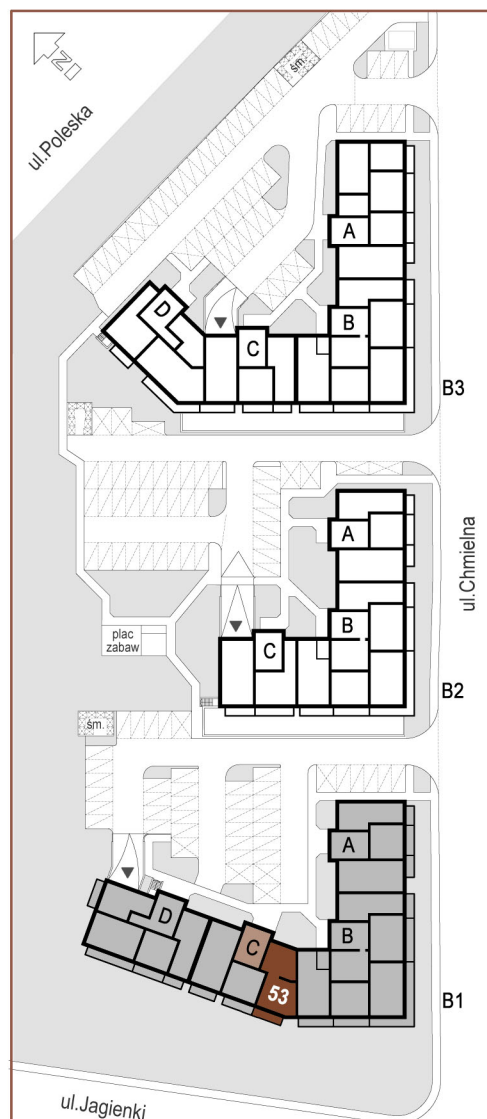 N
ul.Poleska
śm.
A
D
B
C
B3
A
ul.Chmielna
B
plac
zabaw
C
B2
śm.
A
D
B
C
53
B1
ul.Jagienki